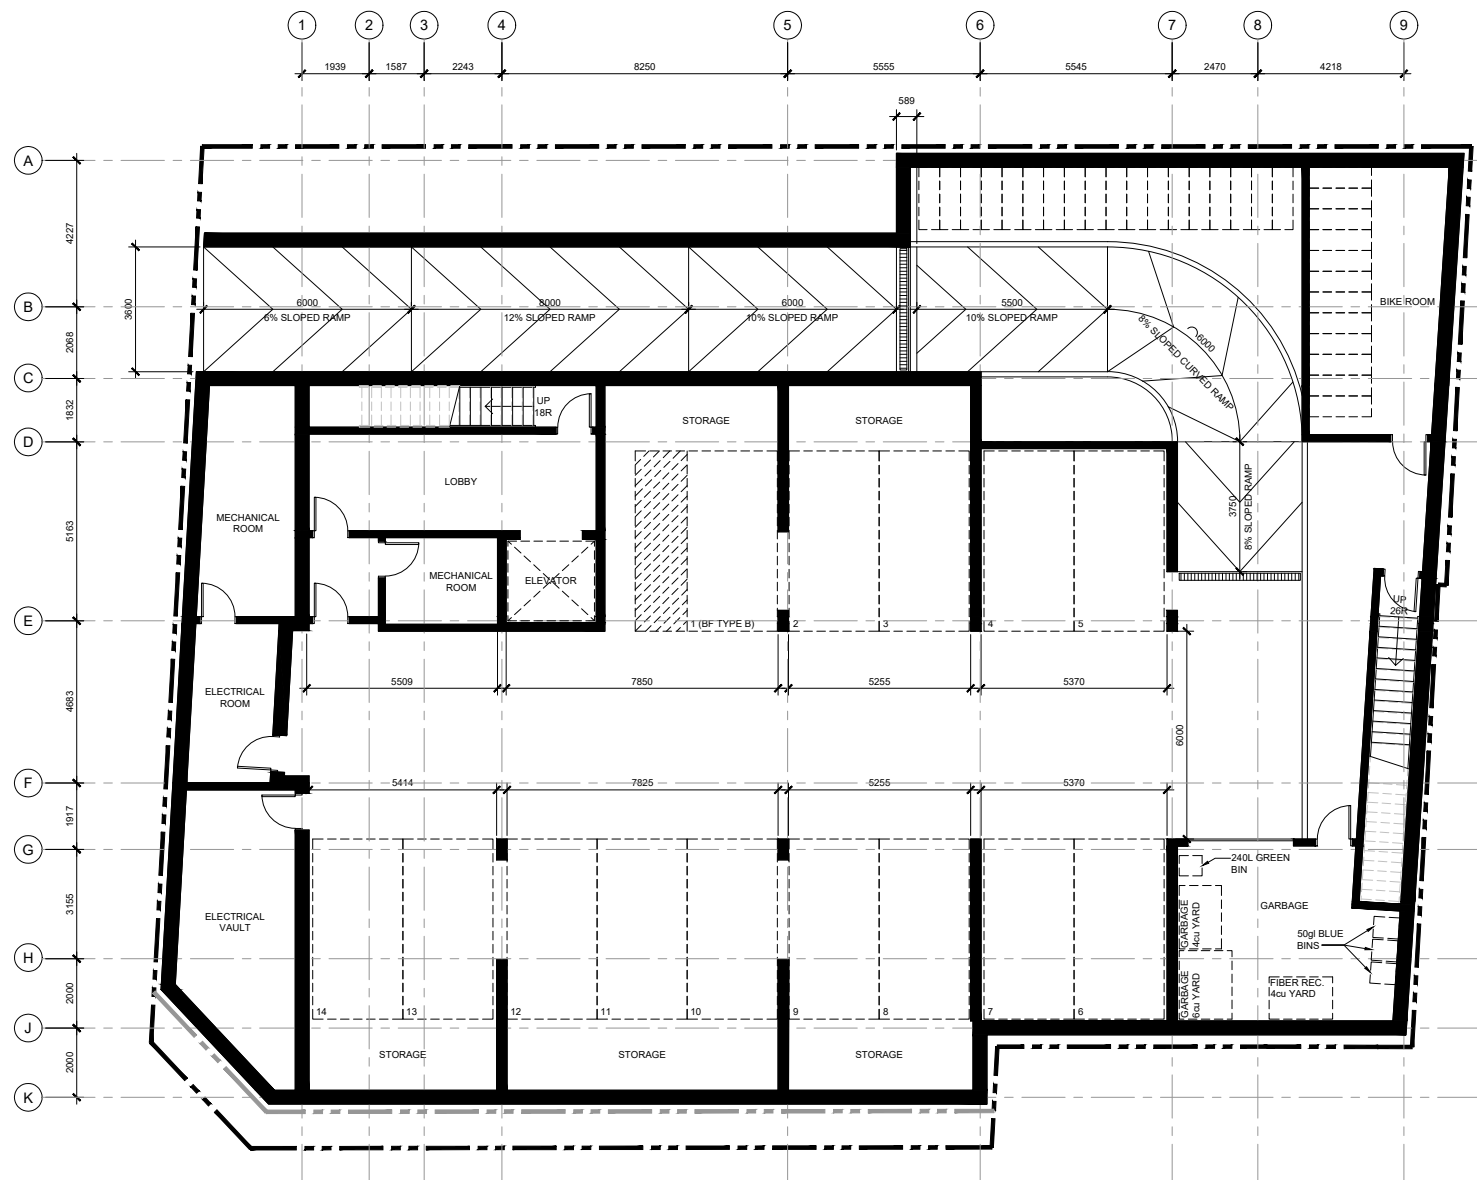 1 2 3 4 5 6 7 8 9
1939 1587 2243 8250 5555 5545 2470 4218
589
A
4227
B
2068
C
1832
D
5163
E
4683
F
1917
G
3155
H
2000
J
2000
K
3600
6000
6% SLOPED RAMP
8000
12% SLOPED RAMP
6000
10% SLOPED RAMP
5500
10% SLOPED RAMP
6000
8% SLOPED CURVED RAMP
3750
8% SLOPED RAMP
BIKE ROOM
UP
18R
STORAGE
STORAGE
LOBBY
MECHANICAL
ROOM
MECHANICAL
ROOM
ELEVATOR
1 (BF TYPE B)
2
3
4
5
UP
26R
ELECTRICAL
ROOM
5509 7850 5255 5370
6000
5414 7825 5255 5370
240L GREEN
BIN
GARBAGE
4cu YARD
GARBAGE
50gl BLUE
BINS
ELECTRICAL
VAULT
GARBAGE
6cu YARD
FIBER REC.
4cu YARD
14 13 12 11 10 9 8 7 6
STORAGE
STORAGE
STORAGE